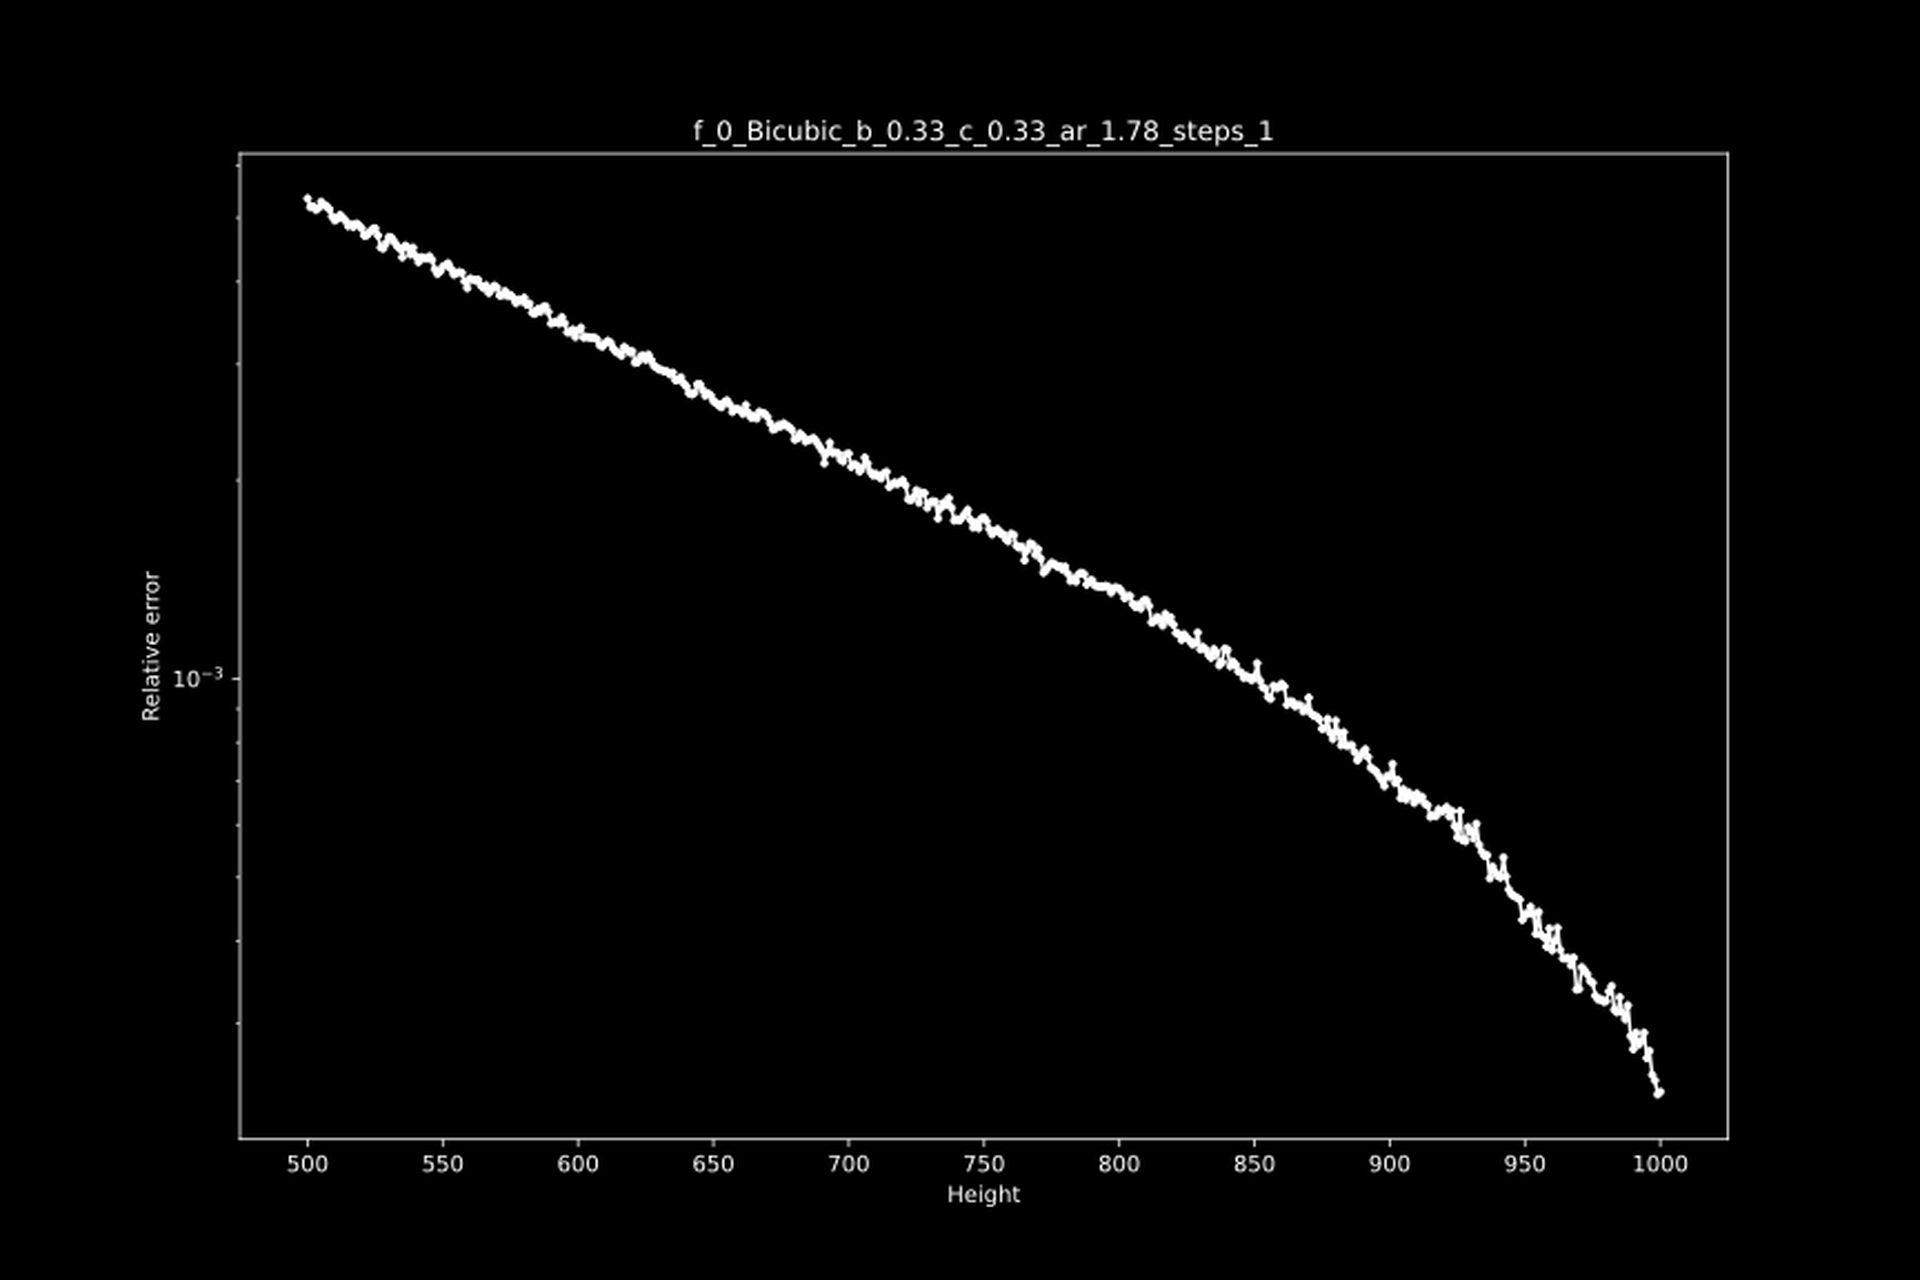 f_0_Bicubic_b_0.33_c_0.33_ar_1.78_steps_1
Relative error
10⁻³
500 550 600 650 700 750 800 850 900 950 1000
Height